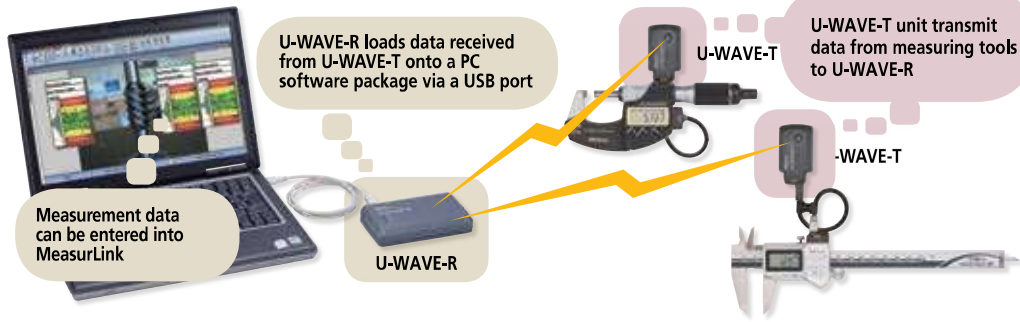 U-WAVE-R loads data received
from U-WAVE-T onto a PC
software package via a USB port
U-WAVE-T
U-WAVE-T unit transmit
data from measuring tools
to U-WAVE-R
-WAVE-T
Measurement data
can be entered into
MeasurLink
U-WAVE-R